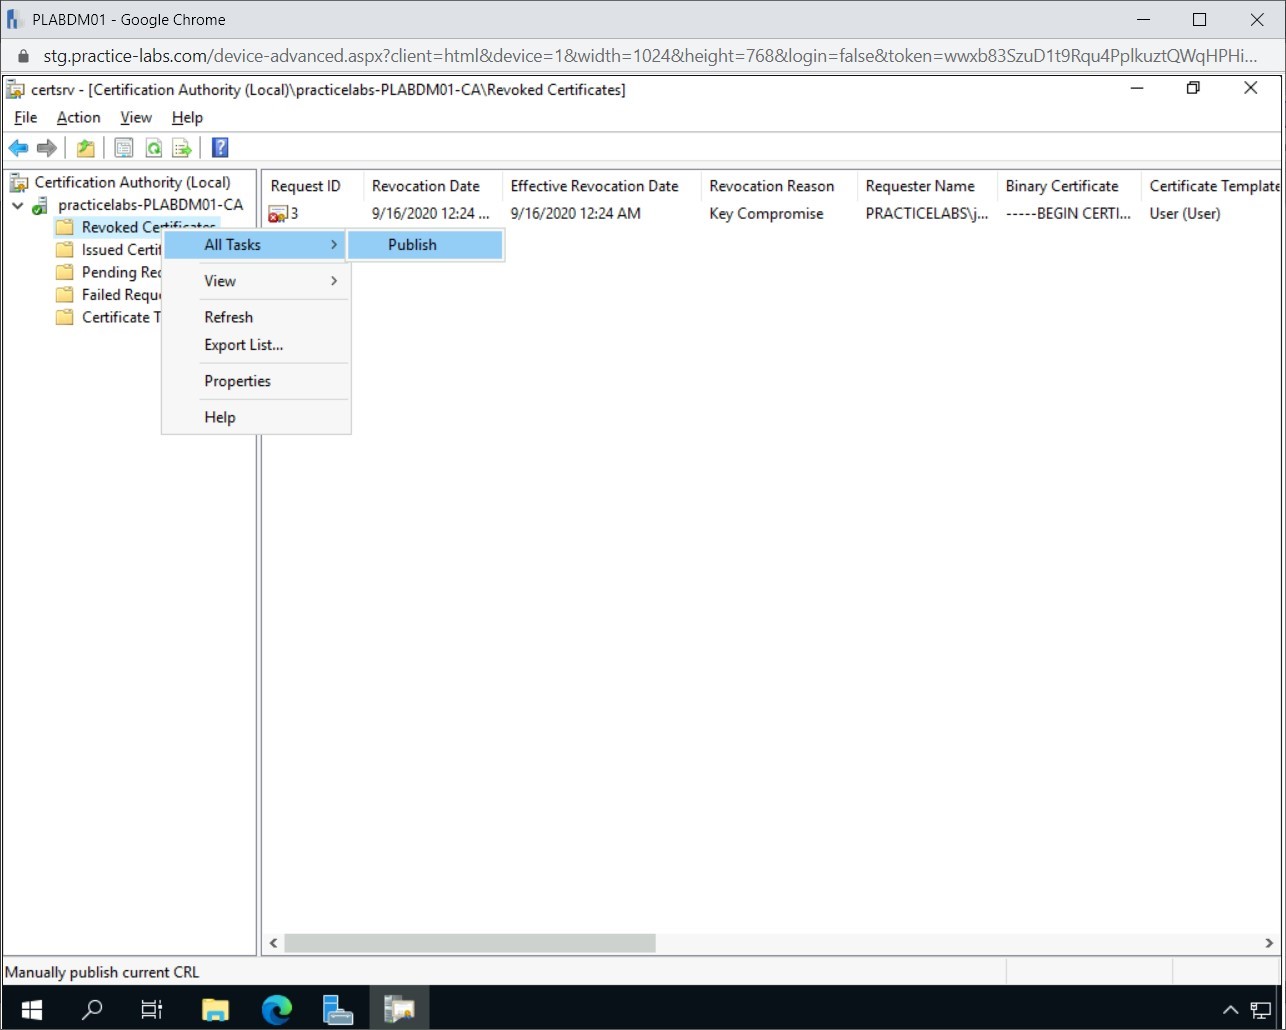 PLABDM01 - Google Chrome
stg.practice-labs.com/device-advanced.aspx?client=html&device=1&width=1024&height=768&login=false&token=wwxb83SzuD1t9Rqu4PplkuztQWqHPHi...
certsrv - [Certification Authority (Local)\practicelabs-PLABDM01-CA\Revoked Certificates]
File Action View Help
Certification Authority (Local)
practicelabs-PLABDM01-CA
Revoked Certificates
Issued Certif
Pending Req
Failed Reque
Certificate T
Request ID Revocation Date Effective Revocation Date Revocation Reason Requester Name Binary Certificate Certificate Template
3 9/16/2020 12:24 ... 9/16/2020 12:24 AM Key Compromise PRACTICELABS\j... -----BEGIN CERTI... User (User)
All Tasks
Publish
View
Refresh
Export List...
Properties
Help
Manually publish current CRL